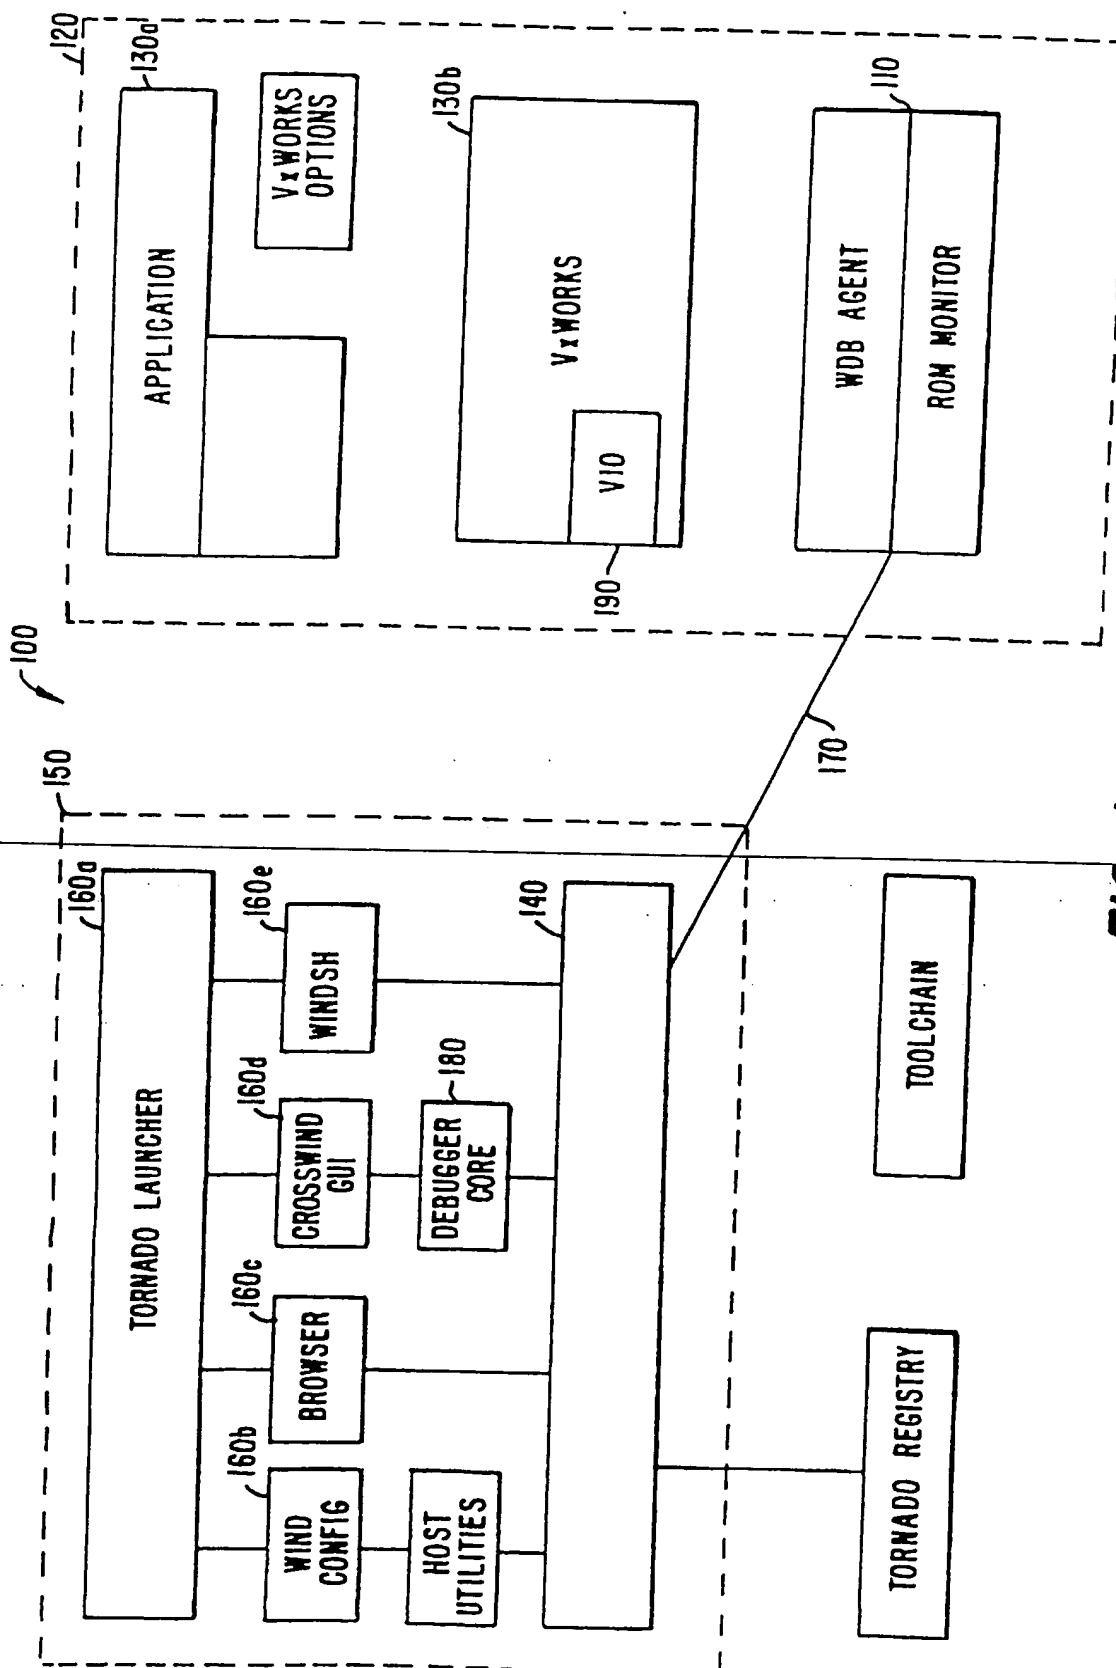 100
150
160a
TORNADO LAUNCHER
160b
WIND
CONFIG
160c
BROWSER
160d
CROSSWIND
GUI
160e
WINDSH
HOST
UTILITIES
180
DEBUGGER
CORE
140
TORNADO REGISTRY
TOOLCHAIN
170
120
130a
APPLICATION
VxWORKS
OPTIONS
130b
VxWORKS
VIO
190
110
WDB AGENT
ROM MONITOR